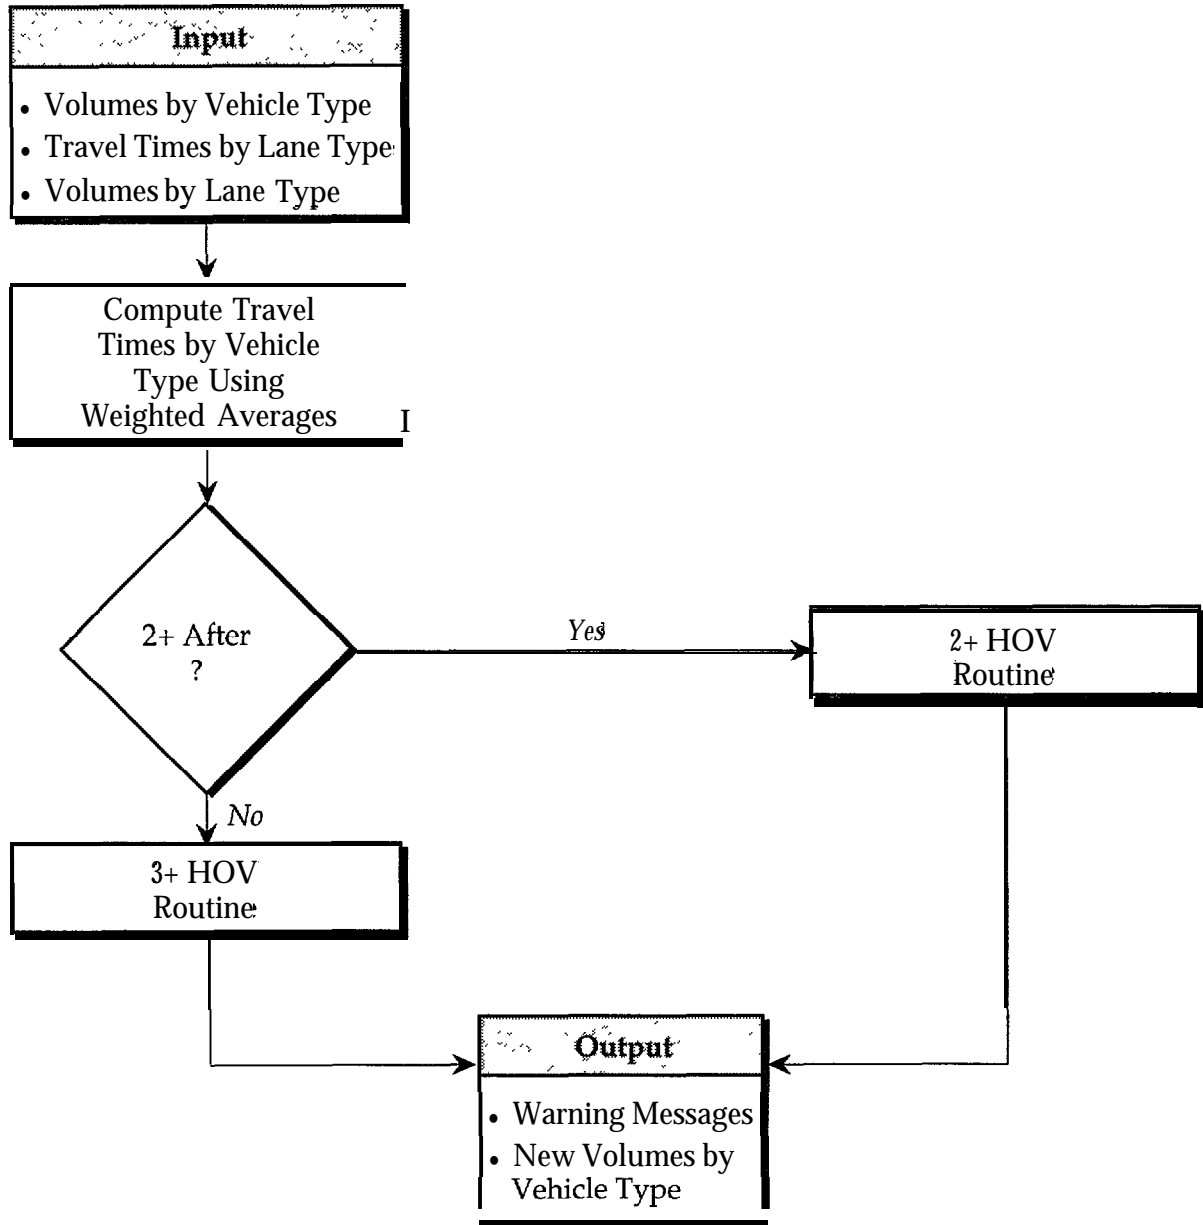 Input
• Volumes by Vehicle Type
• Travel Times by Lane Type
• Volumes by Lane Type
Compute Travel
Times by Vehicle
Type Using
Weighted Averages
2+ After
?
Yes
2+ HOV
Routine
No
3+ HOV
Routine
Output
• Warning Messages
• New Volumes by
Vehicle Type